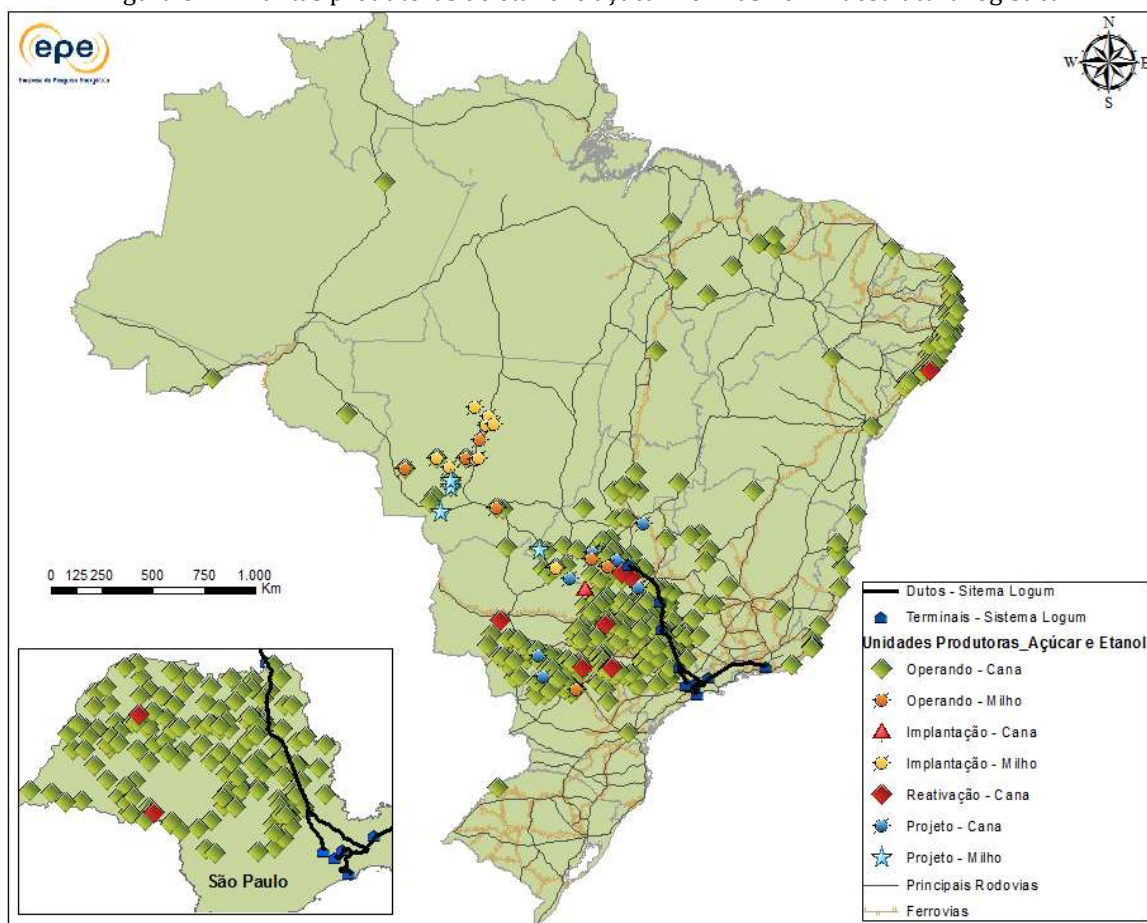 epe
Empresa de Pesquisa Energética
N
W
E
S
0 125 250 500 750 1.000
Km
São Paulo
Dutos - Sitema Logum
Terminais - Sistema Logum
Unidades Produtoras_Açúcar e Etanol
Operando - Cana
Operando - Milho
Implantação - Cana
Implantação - Milho
Reativação - Cana
Projeto - Cana
Projeto - Milho
Principais Rodovias
Ferrovias